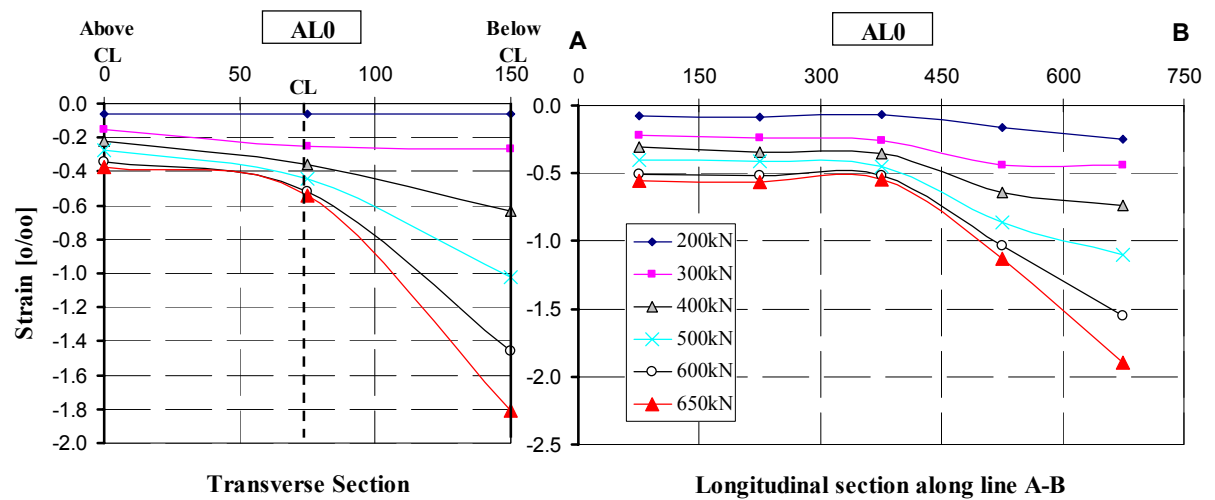 Above
CL
AL0
Below
CL
0 50 100 150
CL
0.0
-0.2
-0.4
-0.6
-0.8
-1.0
-1.2
-1.4
-1.6
-1.8
-2.0
Strain [o/oo]
Transverse Section
A
AL0
B
0 150 300 450 600 750
0.0
-0.5
-1.0
-1.5
-2.0
-2.5
200kN
300kN
400kN
500kN
600kN
650kN
Longitudinal section along line A-B